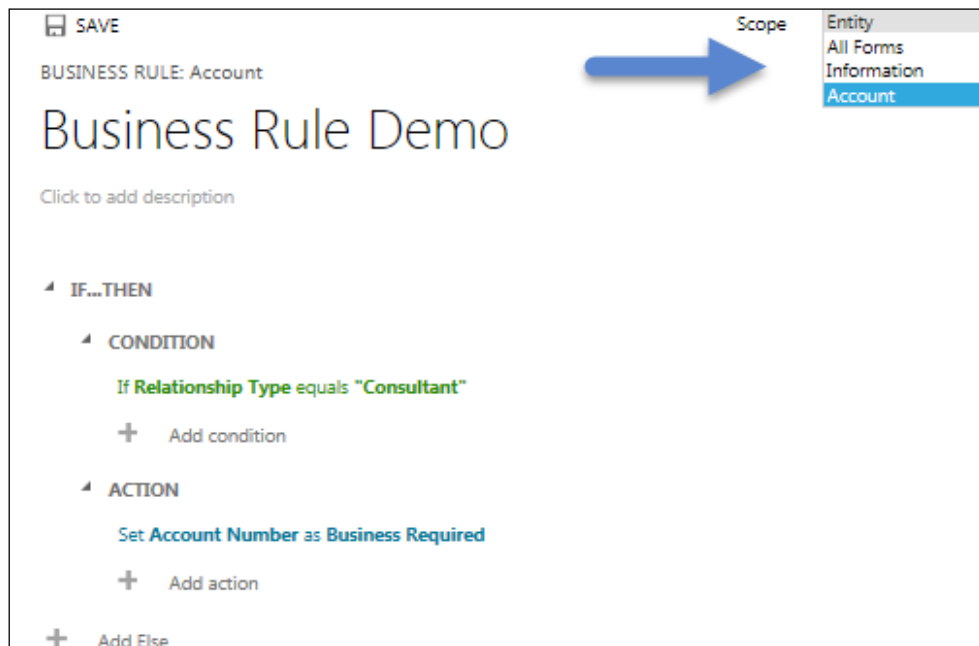 SAVE
Scope
Entity
All Forms
Information
Account
BUSINESS RULE: Account
Business Rule Demo
Click to add description
IF...THEN
CONDITION
If Relationship Type equals "Consultant"
Add condition
ACTION
Set Account Number as Business Required
Add action
Add Else